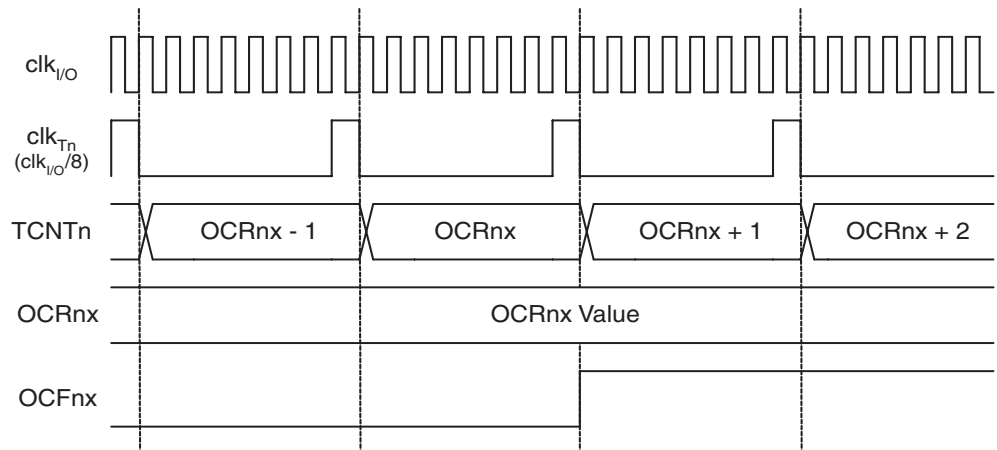 clkI/O
clkTn
(clkI/O/8)
TCNTn OCRnx - 1 OCRnx OCRnx + 1 OCRnx + 2
OCRnx OCRnx Value
OCFnx